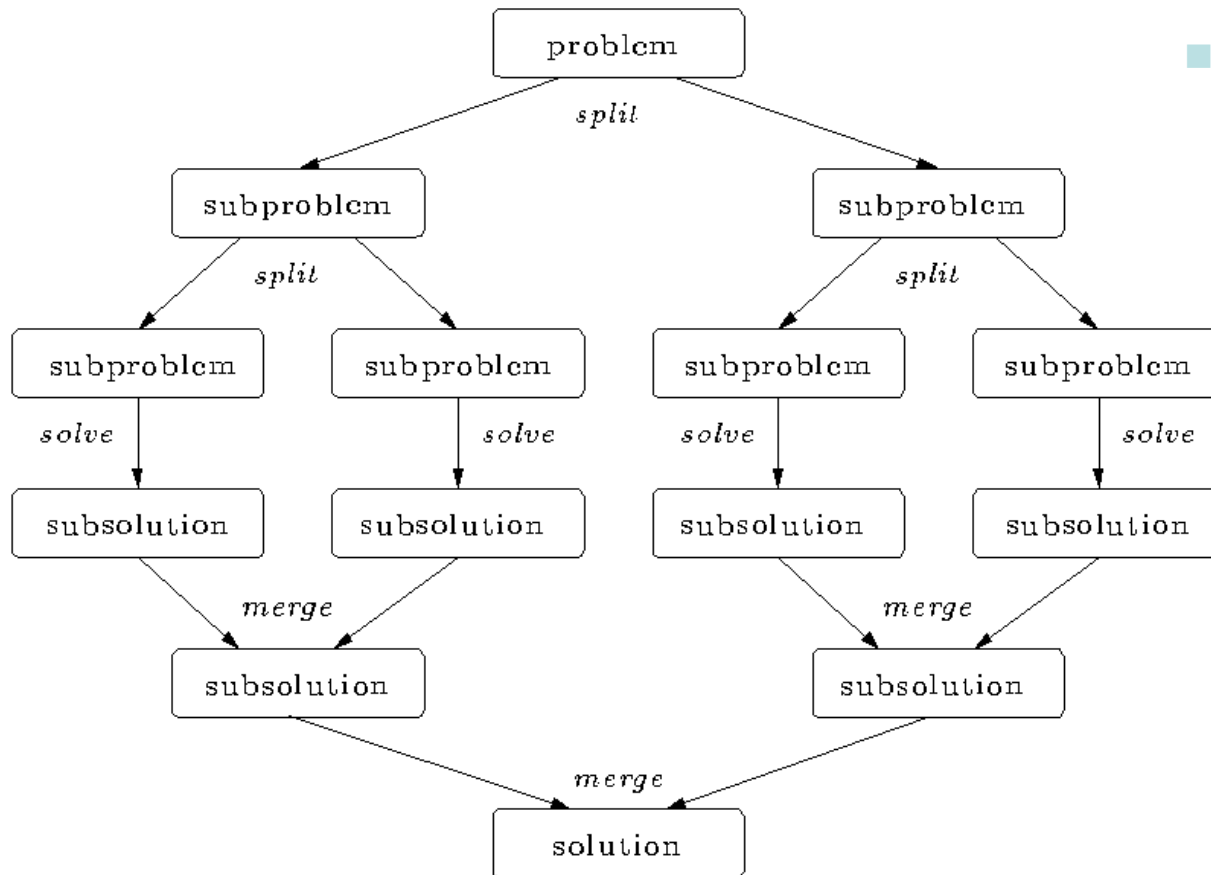 problem
split
subproblem subproblem
split split
subproblem subproblem subproblem subproblem
solve solve solve solve
subsolution subsolution subsolution subsolution
merge merge
subsolution subsolution
merge
solution